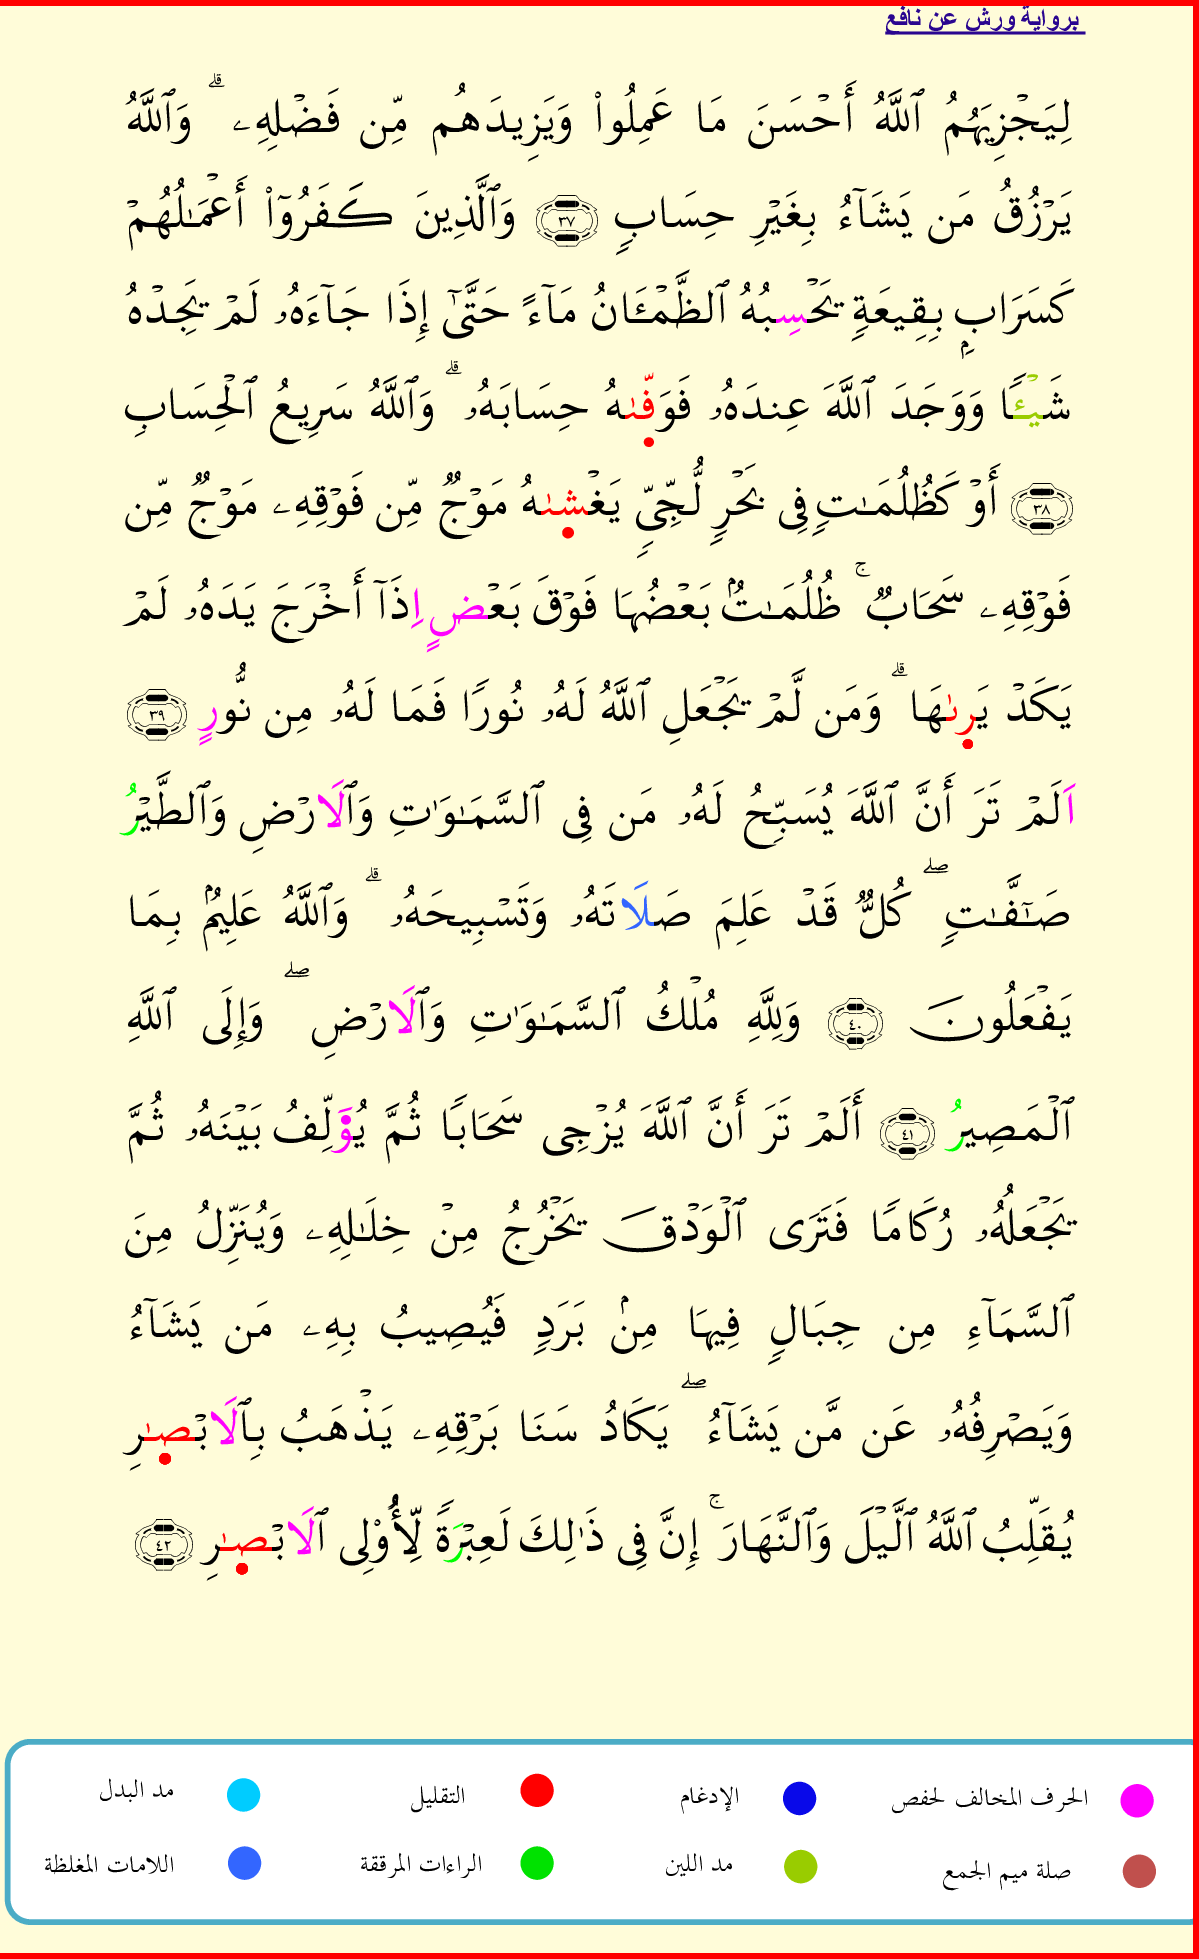 برواية ورش عن نافع
لِيَجْزِيَهُمُ ٱللَّهُ أَحْسَنَ مَا عَمِلُوا۟ وَيَزِيدَهُم مِّن فَضْلِهِۦ ۗ وَٱللَّهُ
يَرْزُقُ مَن يَشَآءُ بِغَيْرِ حِسَابٍ ٣٧ وَٱلَّذِينَ كَفَرُوٓا۟ أَعْمَـٰلُهُمْ
كَسَرَابٍۭ بِقِيعَةٍ يَحْسِبُهُ ٱلظَّمْـَٔانُ مَآءً حَتَّىٰٓ إِذَا جَآءَهُۥ لَمْ يَجِدْهُ
شَيْـًٔا وَوَجَدَ ٱللَّهَ عِندَهُۥ فَوَفّىٰهُ حِسَابَهُۥ ۗ وَٱللَّهُ سَرِيعُ ٱلْحِسَابِ
٣٨ أَوْ كَظُلُمَـٰتٍ فِى بَحْرٍ لُّجِّىٍّ يَغْشىٰهُ مَوْجٌ مِّن فَوْقِهِۦ مَوْجٌ مِّن
فَوْقِهِۦ سَحَابٌ ۚ ظُلُمَـٰتٌۢ بَعْضُهَا فَوْقَ بَعْضٍ اِذَآ أَخْرَجَ يَدَهُۥ لَمْ
يَكَدْ يَرىٰهَا ۗ وَمَن لَّمْ يَجْعَلِ ٱللَّهُ لَهُۥ نُورًا فَمَا لَهُۥ مِن نُّورٍ ٣٩
اَلَمْ تَرَ أَنَّ ٱللَّهَ يُسَبِّحُ لَهُۥ مَن فِى ٱلسَّمَـٰوَٰتِ وَٱلَارْضِ وَٱلطَّيْرُ
صَـٰٓفَّـٰتٍ ۖ كُلٌّ قَدْ عَلِمَ صَلَاتَهُۥ وَتَسْبِيحَهُۥ ۗ وَٱللَّهُ عَلِيمٌۢ بِمَا
يَفْعَلُونَ ٤٠ وَلِلَّهِ مُلْكُ ٱلسَّمَـٰوَٰتِ وَٱلَارْضِ ۖ وَإِلَى ٱللَّهِ
ٱلْمَصِيرُ ٤١ أَلَمْ تَرَ أَنَّ ٱللَّهَ يُزْجِى سَحَابًا ثُمَّ يُؤَلِّفُ بَيْنَهُۥ ثُمَّ
يَجْعَلُهُۥ رُكَامًا فَتَرَى ٱلْوَدْقَ يَخْرُجُ مِنْ خِلَـٰلِهِۦ وَيُنَزِّلُ مِنَ
ٱلسَّمَآءِ مِن جِبَالٍ فِيهَا مِنۢ بَرَدٍ فَيُصِيبُ بِهِۦ مَن يَشَآءُ
وَيَصْرِفُهُۥ عَن مَّن يَشَآءُ ۖ يَكَادُ سَنَا بَرْقِهِۦ يَذْهَبُ بِٱلَابْصـٰرِ
يُقَلِّبُ ٱللَّهُ ٱلَّيْلَ وَٱلنَّهَارَ ۚ إِنَّ فِى ذَٰلِكَ لَعِبْرَةً لِّأُو۟لِى ٱلَابْصـٰرِ ٤٢
الحرف المخالف لحفص الإدغام التقليل مد البدل
صلة ميم الجمع مد اللين الراءات المرققة اللامات المغلظة